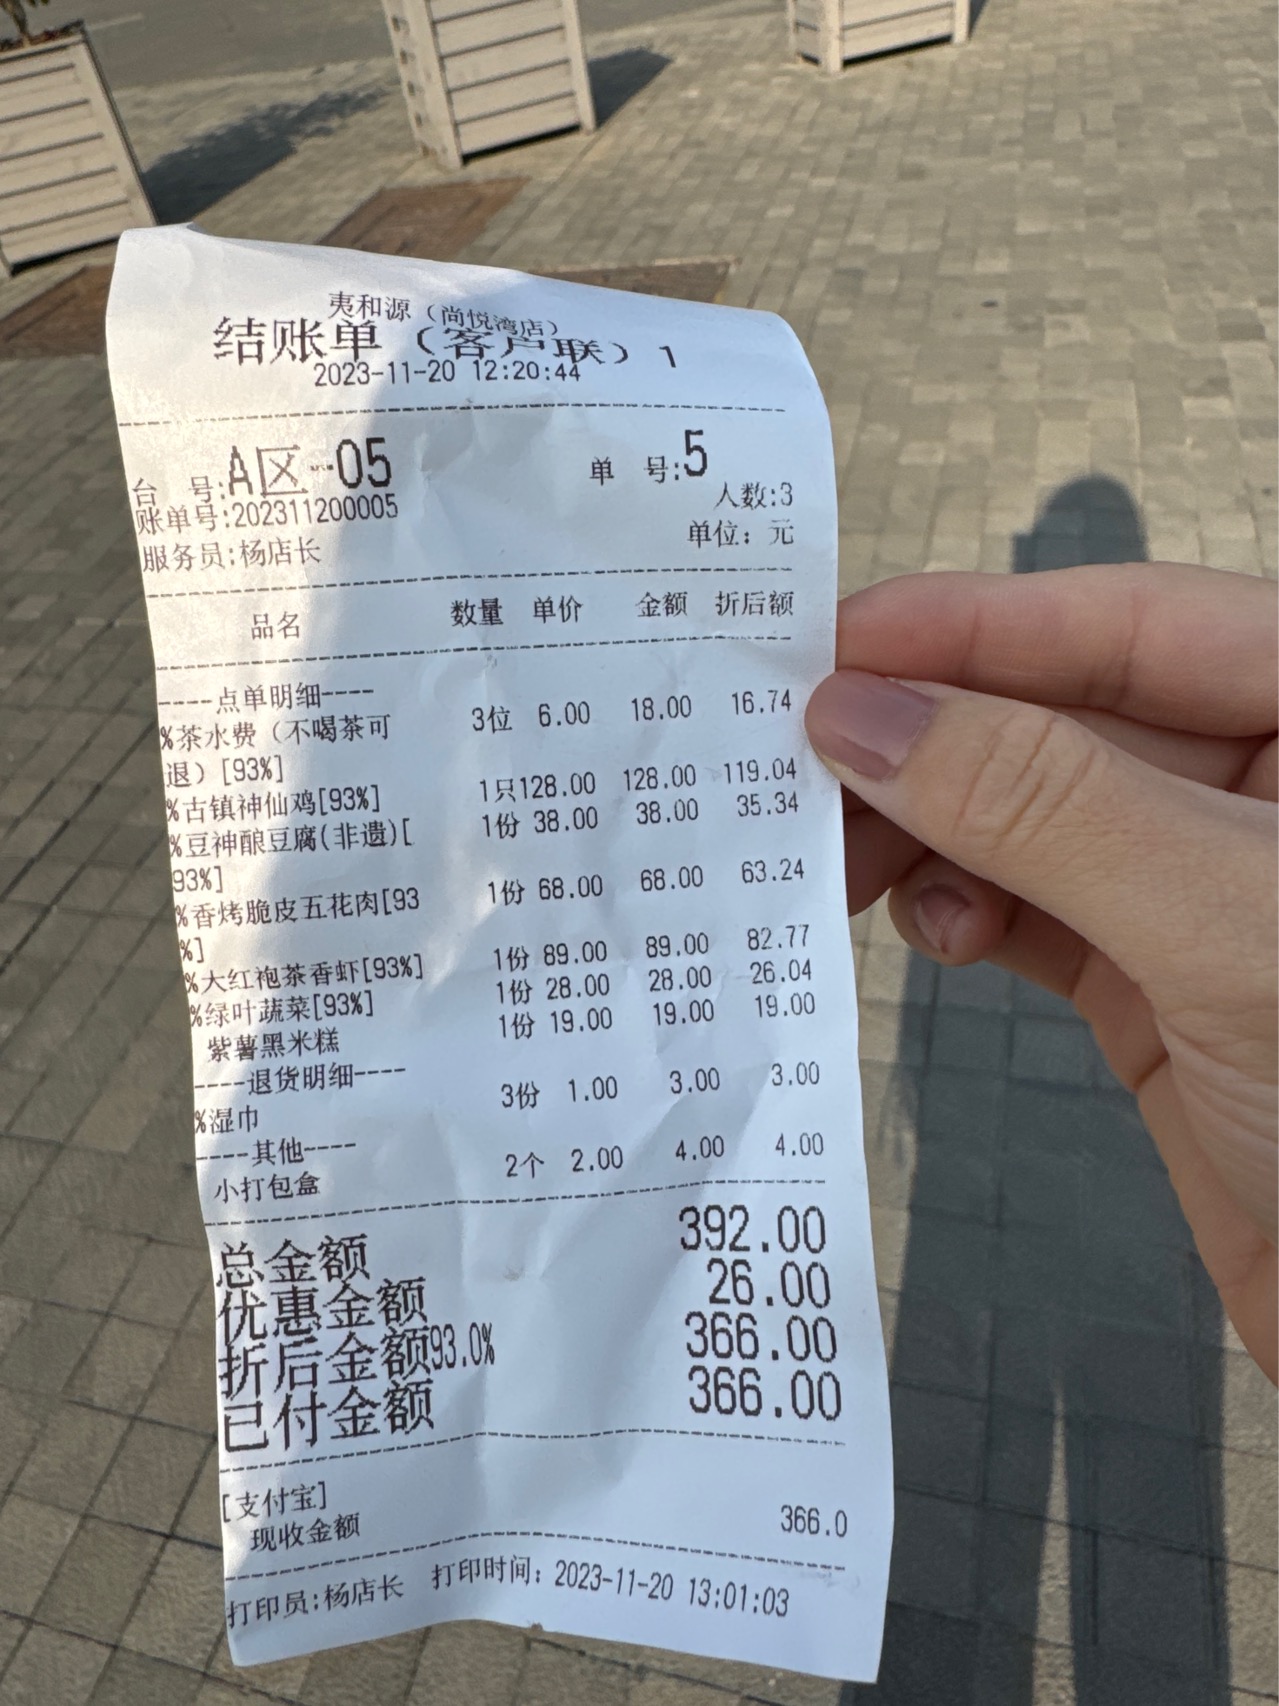 夷和源（尚悦湾店）
结账单（客户联）1
2023-11-20 12:20:44
台 号:A区--05 单 号:5
账单号:202311200005 人数:3
服务员:杨店长 单位：元
品名 数量 单价 金额 折后额
----点单明细----
%茶水费（不喝茶可 3位 6.00 18.00 16.74
退）[93%]
%古镇神仙鸡[93%] 1只128.00 128.00 119.04
%豆神酿豆腐(非遗)[ 1份 38.00 38.00 35.34
93%]
%香烤脆皮五花肉[93 1份 68.00 68.00 63.24
%]
%大红袍茶香虾[93%] 1份 89.00 89.00 82.77
%绿叶蔬菜[93%] 1份 28.00 28.00 26.04
紫薯黑米糕 1份 19.00 19.00 19.00
----退货明细----
%湿巾 3份 1.00 3.00 3.00
----其他----
小打包盒 2个 2.00 4.00 4.00
总金额 392.00
优惠金额 26.00
折后金额93.0% 366.00
已付金额 366.00
[支付宝]
现收金额 366.0
打印员:杨店长 打印时间：2023-11-20 13:01:03